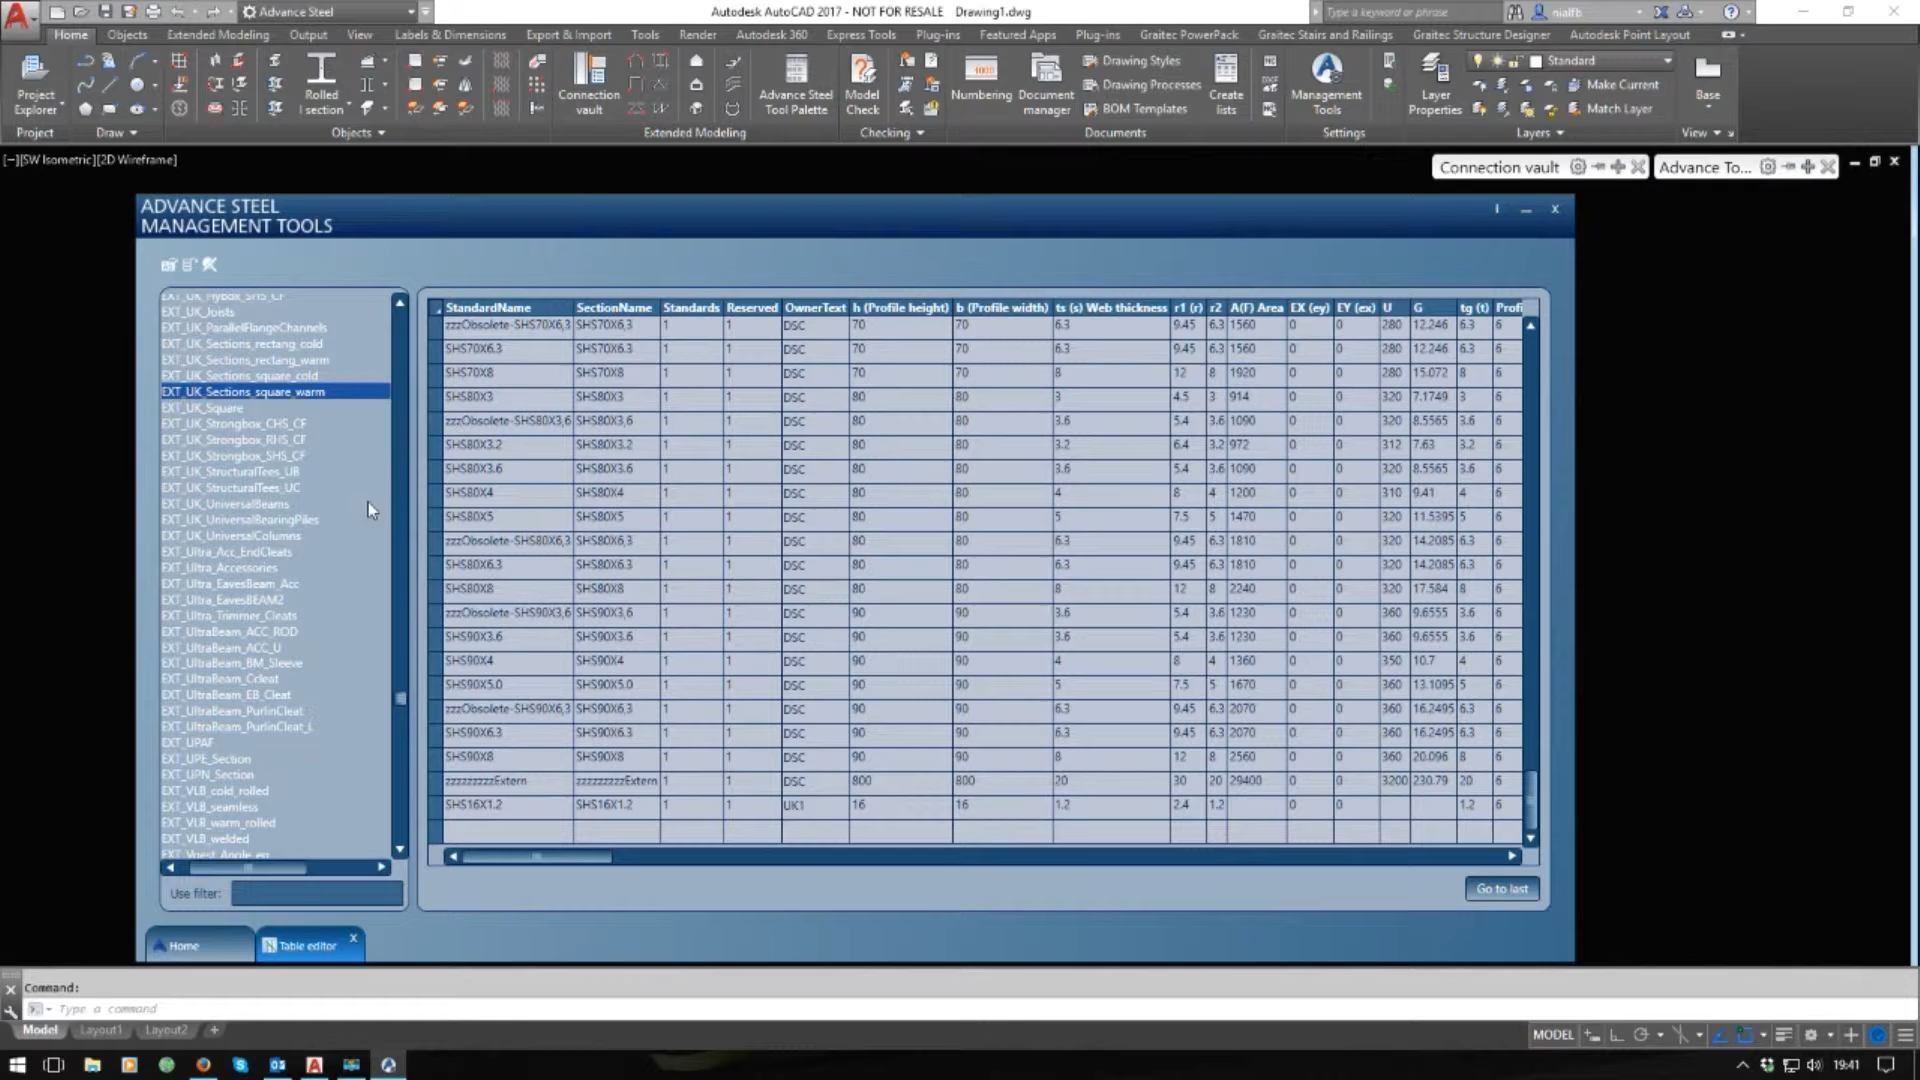 Advance Steel
Autodesk AutoCAD 2017 - NOT FOR RESALE Drawing1.dwg
Type a keyword or phrase
nialfb
Home Objects Extended Modeling Output View Labels & Dimensions Export & Import Tools Render Autodesk 360 Express Tools Plug-ins Featured Apps Plug-ins Graitec PowerPack Graitec Stairs and Railings Graitec Structure Designer Autodesk Point Layout
Project Explorer
Rolled I section
Connection vault
Advance Steel Tool Palette
Model Check
Numbering
Document manager
Drawing Styles
Drawing Processes
BOM Templates
Create lists
Management Tools
Layer Properties
Standard
Make Current
Match Layer
Base
Project Draw Objects Extended Modeling Checking Documents Settings Layers View
[−][SW Isometric][2D Wireframe]
Connection vault
Advance To...
ADVANCE STEEL
MANAGEMENT TOOLS
EXT_UK_Hybox_SHS_CF
EXT_UK_Joists
EXT_UK_ParallelFlangeChannels
EXT_UK_Sections_rectang_cold
EXT_UK_Sections_rectang_warm
EXT_UK_Sections_square_cold
EXT_UK_Sections_square_warm
EXT_UK_Square
EXT_UK_Strongbox_CHS_CF
EXT_UK_Strongbox_RHS_CF
EXT_UK_Strongbox_SHS_CF
EXT_UK_StructuralTees_UB
EXT_UK_StructuralTees_UC
EXT_UK_UniversalBeams
EXT_UK_UniversalBearingPiles
EXT_UK_UniversalColumns
EXT_Ultra_Acc_EndCleats
EXT_Ultra_Accessories
EXT_Ultra_EavesBeam_Acc
EXT_Ultra_EavesBEAM2
EXT_Ultra_Trimmer_Cleats
EXT_UltraBeam_ACC_ROD
EXT_UltraBeam_ACC_U
EXT_UltraBeam_BM_Sleeve
EXT_UltraBeam_Ccleat
EXT_UltraBeam_EB_Cleat
EXT_UltraBeam_PurlinCleat
EXT_UltraBeam_PurlinCleat_L
EXT_UPAF
EXT_UPE_Section
EXT_UPN_Section
EXT_VLB_cold_rolled
EXT_VLB_seamless
EXT_VLB_warm_rolled
EXT_VLB_welded
EXT_Voest_Angle_en
Use filter:
StandardName SectionName Standards Reserved OwnerText h (Profile height) b (Profile width) ts (s) Web thickness r1 (r) r2 A(F) Area EX (ey) EY (ex) U G tg (t) Profi
zzzObsolete-SHS70X6,3 SHS70X6,3 1 1 DSC 70 70 6.3 9.45 6.3 1560 0 0 280 12.246 6.3 6
SHS70X6.3 SHS70X6.3 1 1 DSC 70 70 6.3 9.45 6.3 1560 0 0 280 12.246 6.3 6
SHS70X8 SHS70X8 1 1 DSC 70 70 8 12 8 1920 0 0 280 15.072 8 6
SHS80X3 SHS80X3 1 1 DSC 80 80 3 4.5 3 914 0 0 320 7.1749 3 6
zzzObsolete-SHS80X3,6 SHS80X3,6 1 1 DSC 80 80 3.6 5.4 3.6 1090 0 0 320 8.5565 3.6 6
SHS80X3.2 SHS80X3.2 1 1 DSC 80 80 3.2 6.4 3.2 972 0 0 312 7.63 3.2 6
SHS80X3.6 SHS80X3.6 1 1 DSC 80 80 3.6 5.4 3.6 1090 0 0 320 8.5565 3.6 6
SHS80X4 SHS80X4 1 1 DSC 80 80 4 8 4 1200 0 0 310 9.41 4 6
SHS80X5 SHS80X5 1 1 DSC 80 80 5 7.5 5 1470 0 0 320 11.5395 5 6
zzzObsolete-SHS80X6,3 SHS80X6,3 1 1 DSC 80 80 6.3 9.45 6.3 1810 0 0 320 14.2085 6.3 6
SHS80X6.3 SHS80X6.3 1 1 DSC 80 80 6.3 9.45 6.3 1810 0 0 320 14.2085 6.3 6
SHS80X8 SHS80X8 1 1 DSC 80 80 8 12 8 2240 0 0 320 17.584 8 6
zzzObsolete-SHS90X3,6 SHS90X3,6 1 1 DSC 90 90 3.6 5.4 3.6 1230 0 0 360 9.6555 3.6 6
SHS90X3.6 SHS90X3.6 1 1 DSC 90 90 3.6 5.4 3.6 1230 0 0 360 9.6555 3.6 6
SHS90X4 SHS90X4 1 1 DSC 90 90 4 8 4 1360 0 0 350 10.7 4 6
SHS90X5.0 SHS90X5.0 1 1 DSC 90 90 5 7.5 5 1670 0 0 360 13.1095 5 6
zzzObsolete-SHS90X6,3 SHS90X6,3 1 1 DSC 90 90 6.3 9.45 6.3 2070 0 0 360 16.2495 6.3 6
SHS90X6.3 SHS90X6.3 1 1 DSC 90 90 6.3 9.45 6.3 2070 0 0 360 16.2495 6.3 6
SHS90X8 SHS90X8 1 1 DSC 90 90 8 12 8 2560 0 0 360 20.096 8 6
zzzzzzzzzExtern zzzzzzzzzExtern 1 1 DSC 800 800 20 30 20 29400 0 0 3200 230.79 20 6
SHS16X1.2 SHS16X1.2 1 1 UK1 16 16 1.2 2.4 1.2 0 0 1.2 6
Go to last
Home
Table editor
Command:
Type a command
Model Layout1 Layout2 +
MODEL
19:41